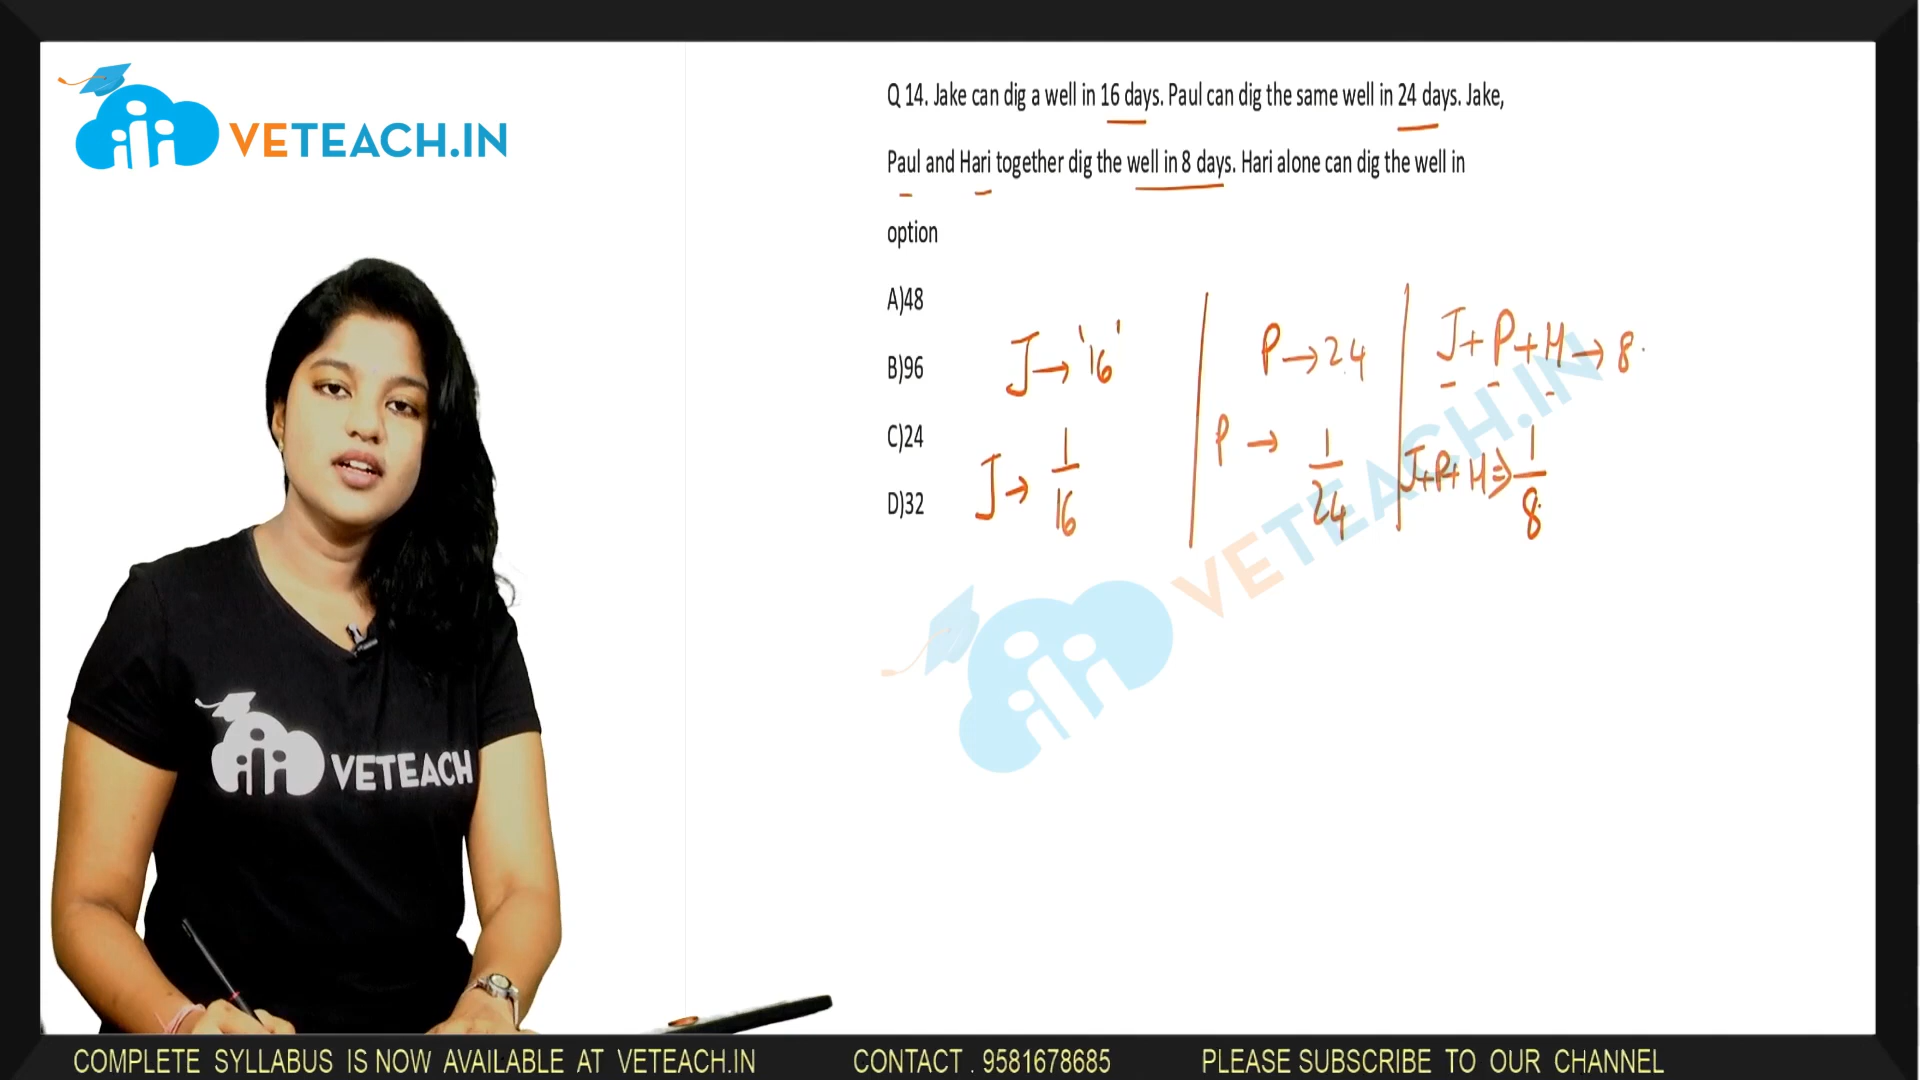 VETEACH.IN
Q 14. Jake can dig a well in 16 days. Paul can dig the same well in 24 days. Jake,
Paul and Hari together dig the well in 8 days. Hari alone can dig the well in
option
A)48
B)96
C)24
D)32
J → '16'
P → 24
J + P + H → 8
J → 1/16
P → 1/24
J+P+H ⇒ 1/8
VETEACH.IN
VETEACH
COMPLETE SYLLABUS IS NOW AVAILABLE AT VETEACH.IN
CONTACT . 9581678685
PLEASE SUBSCRIBE TO OUR CHANNEL